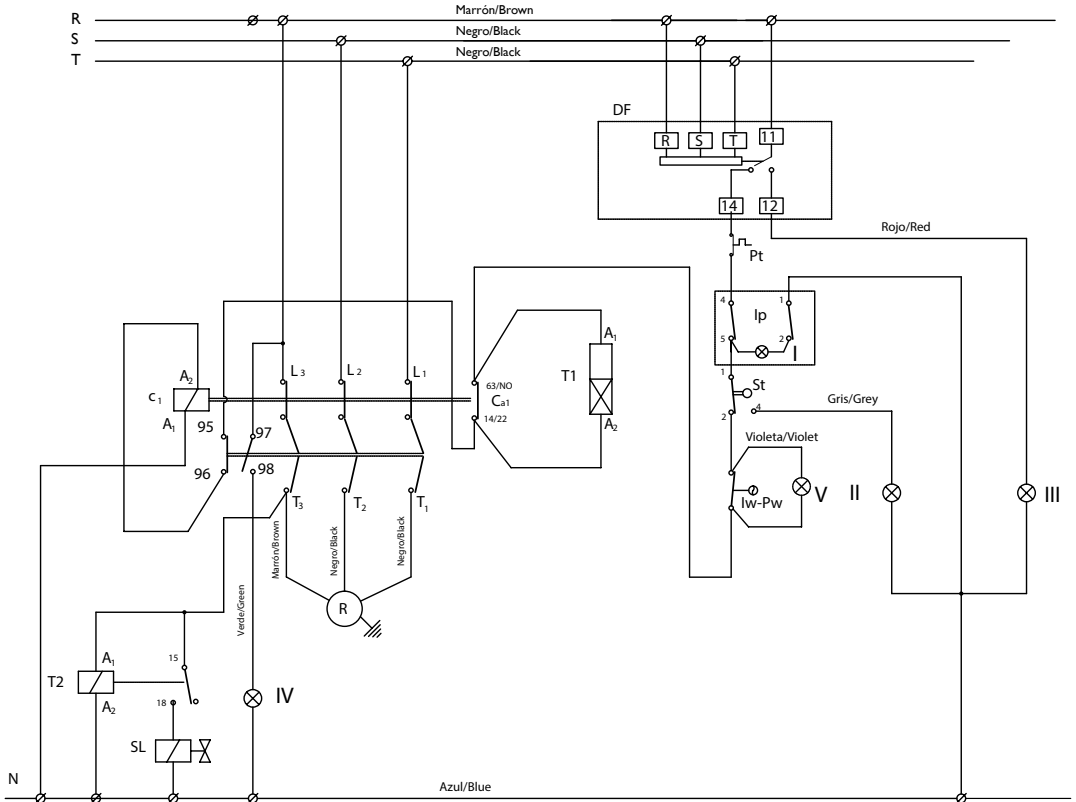 R
Marrón/Brown
S
Negro/Black
T
Negro/Black
DF
R
S
T
11
14
12
Rojo/Red
Pt
4
1
Ip
5
2
I
A1
T1
A2
A2
c1
A1
L3
L2
L1
63/NO
Ca1
14/22
95
97
96
98
1
St
2
4
Gris/Grey
Violeta/Violet
Iw-Pw
V
II
III
T3
T2
T1
Marrón/Brown
Negro/Black
Negro/Black
Verde/Green
R
A1
T2
A2
15
18
IV
SL
N
Azul/Blue